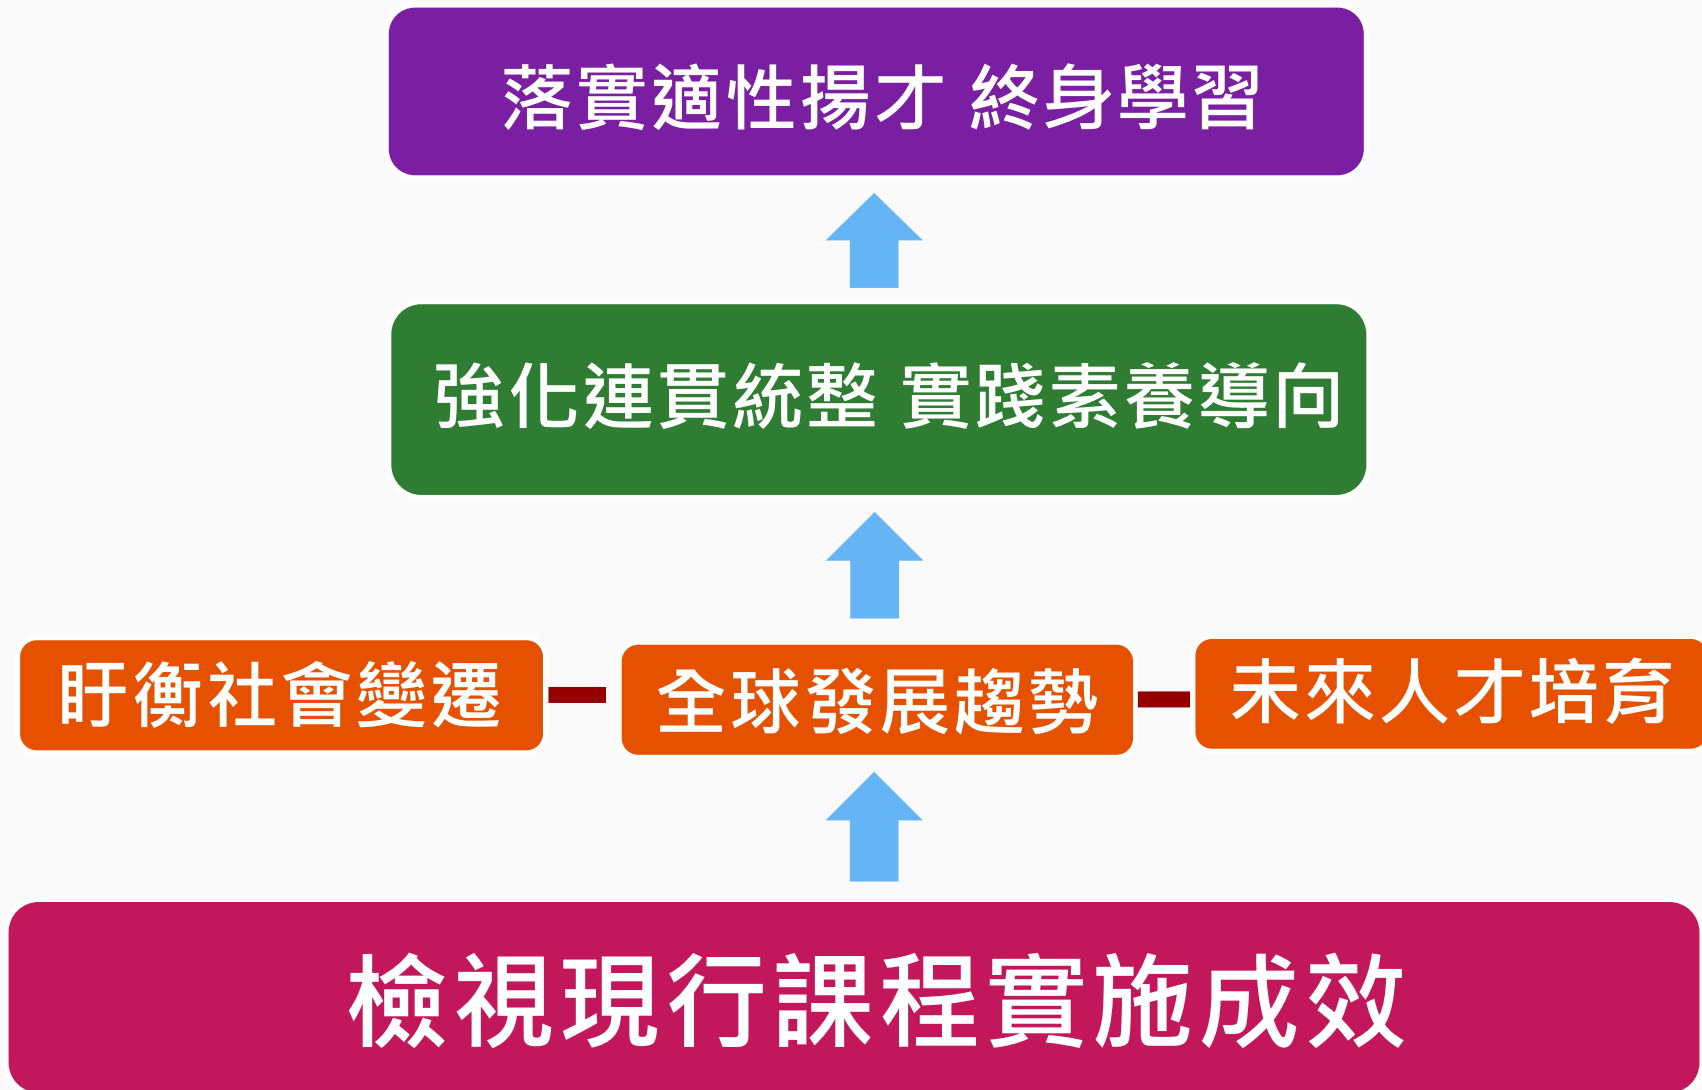 落實適性揚才 終身學習
強化連貫統整 實踐素養導向
盱衡社會變遷
全球發展趨勢
未來人才培育
檢視現行課程實施成效